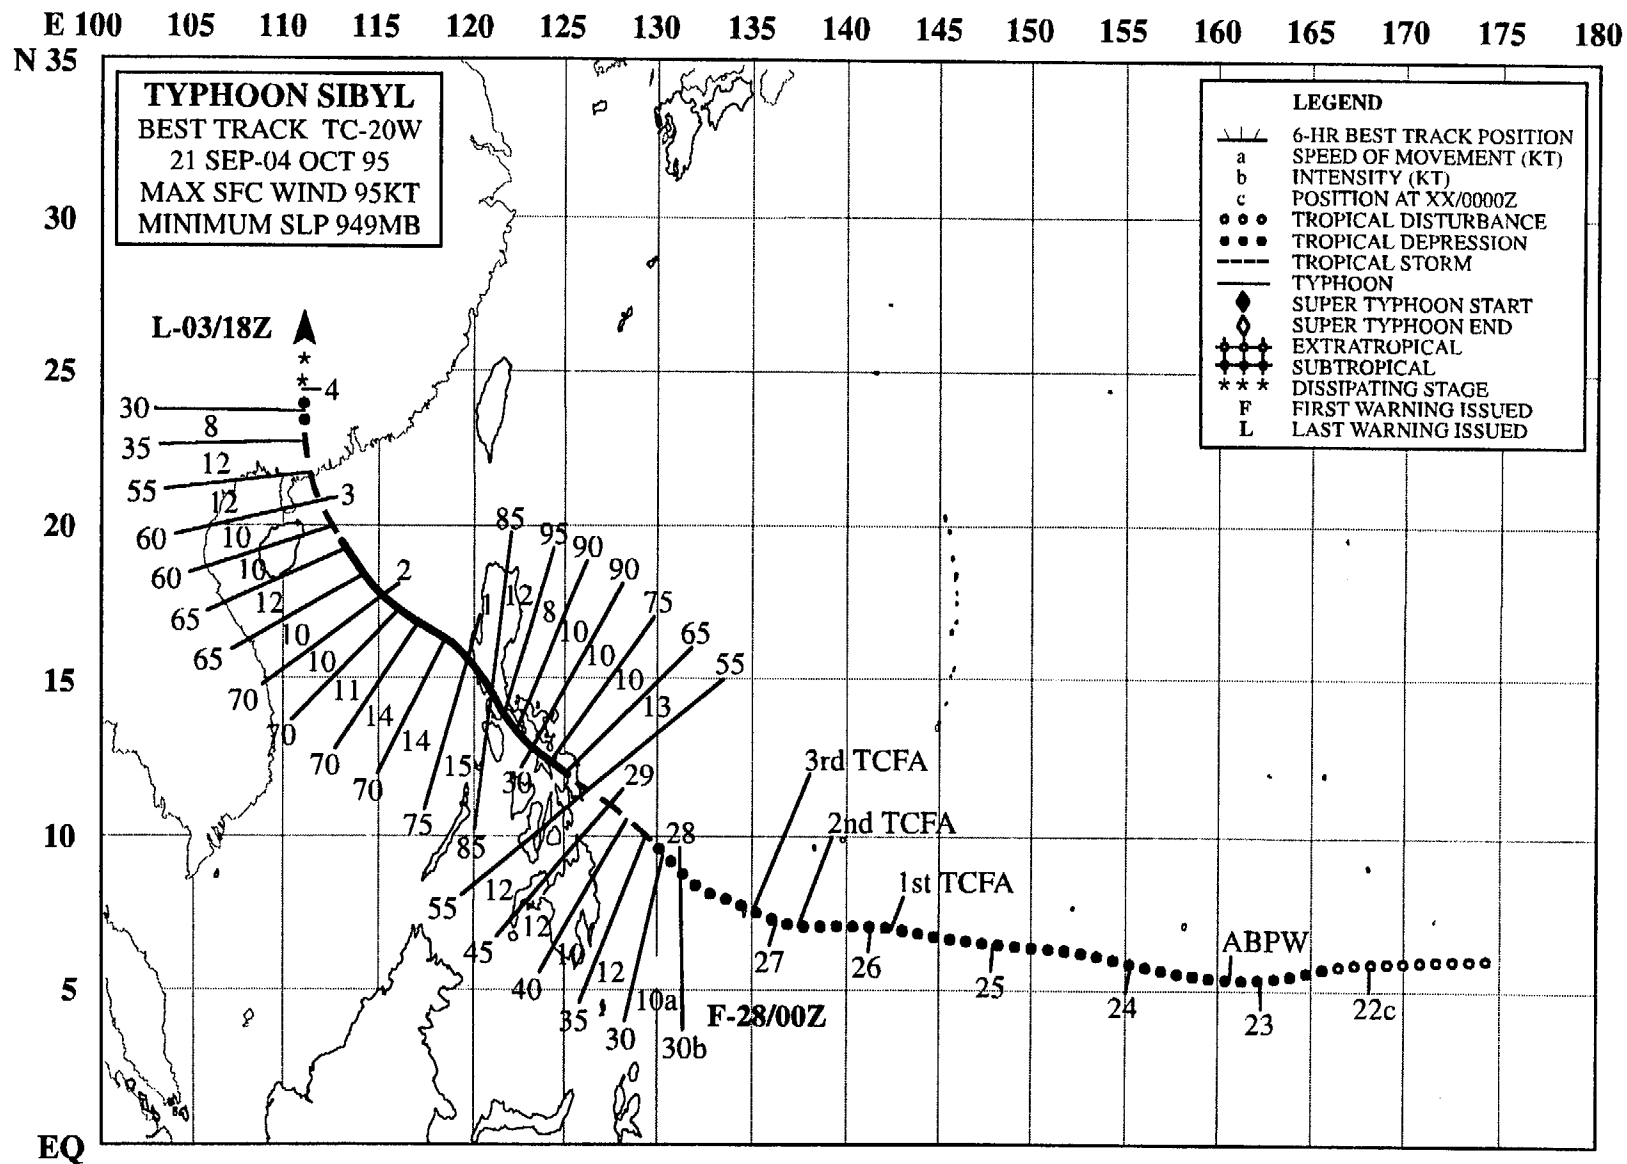 E 100 105 110 115 120 125 130 135 140 145 150 155 160 165 170 175 180
N 35
TYPHOON SIBYL
BEST TRACK TC-20W
21 SEP-04 OCT 95
MAX SFC WIND 95KT
MINIMUM SLP 949MB
LEGEND
6-HR BEST TRACK POSITION
a SPEED OF MOVEMENT (KT)
b INTENSITY (KT)
c POSITION AT XX/0000Z
TROPICAL DISTURBANCE
TROPICAL DEPRESSION
TROPICAL STORM
TYPHOON
SUPER TYPHOON START
SUPER TYPHOON END
EXTRATROPICAL
SUBTROPICAL
*** DISSIPATING STAGE
F FIRST WARNING ISSUED
L LAST WARNING ISSUED
30
L-03/18Z
25
*
*
4
30
8
35
12
55
12
3
60
20
10
60
10
65
12
2
65
10
70
10
70
11
70
14
70
14
75
15
85
1
85
12
95
8
90
10
90
10
75
10
65
13
55
15
30
29
3rd TCFA
10
28
2nd TCFA
55
12
45
12
40
10
35
12
30
10a
30b
F-28/00Z
1st TCFA
ABPW
27
26
25
24
23
22c
5
EQ